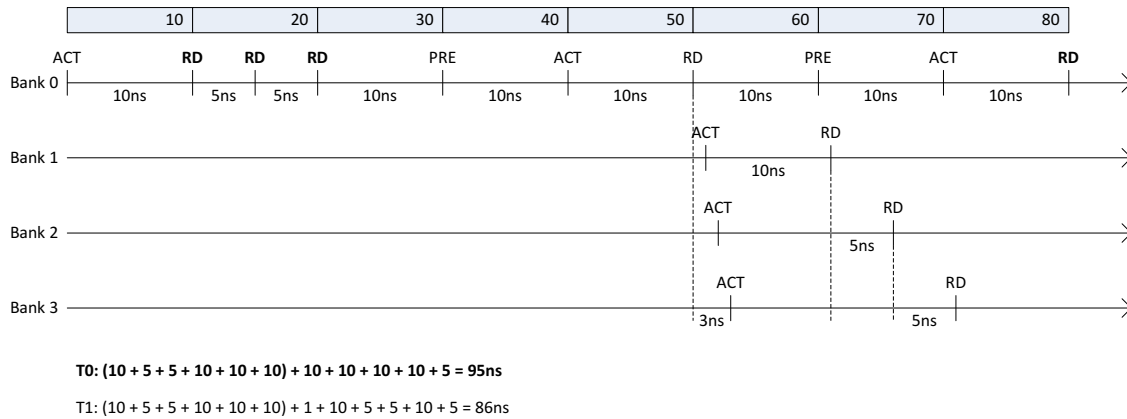 10 20 30 40 50 60 70 80
ACT RD RD RD PRE ACT RD PRE ACT RD
Bank 0
10ns 5ns 5ns 10ns 10ns 10ns 10ns 10ns 10ns
ACT RD
Bank 1
10ns
ACT RD
Bank 2
5ns
ACT RD
Bank 3
3ns 5ns
T0: (10 + 5 + 5 + 10 + 10 + 10) + 10 + 10 + 10 + 10 + 5 = 95ns
T1: (10 + 5 + 5 + 10 + 10 + 10) + 1 + 10 + 5 + 5 + 10 + 5 = 86ns